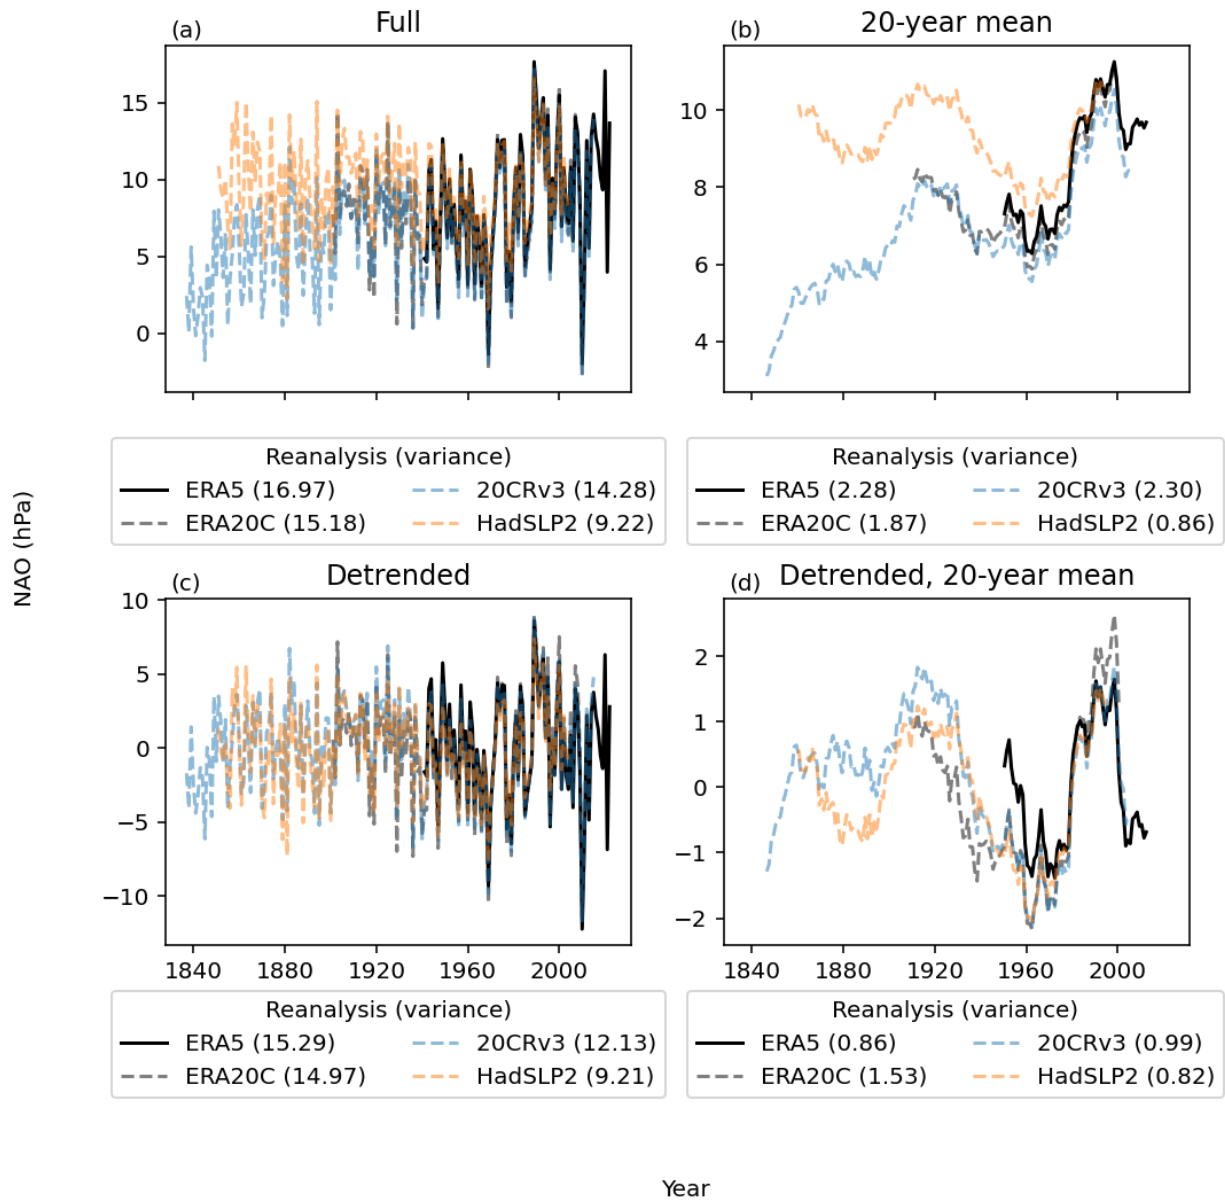 (a) Full
(b) 20-year mean
15
10
5
0
10
8
6
4
Reanalysis (variance)
ERA5 (16.97) 20CRv3 (14.28)
ERA20C (15.18) HadSLP2 (9.22)
Reanalysis (variance)
ERA5 (2.28) 20CRv3 (2.30)
ERA20C (1.87) HadSLP2 (0.86)
NAO (hPa)
(c) Detrended
(d) Detrended, 20-year mean
10
5
0
−5
−10
1840 1880 1920 1960 2000
2
1
0
−1
−2
1840 1880 1920 1960 2000
Reanalysis (variance)
ERA5 (15.29) 20CRv3 (12.13)
ERA20C (14.97) HadSLP2 (9.21)
Reanalysis (variance)
ERA5 (0.86) 20CRv3 (0.99)
ERA20C (1.53) HadSLP2 (0.82)
Year